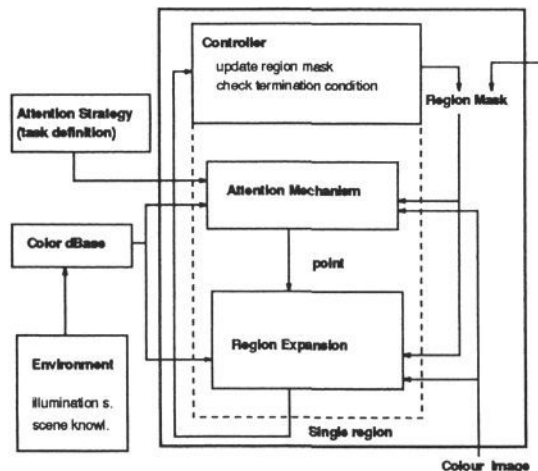 Controller
update region mask
check termination condition
Region Mask
Attention Strategy
(task definition)
Attention Mechanism
Color dBase
point
Region Expansion
Environment
illumination s.
scene knowl.
Single region
Colour Image